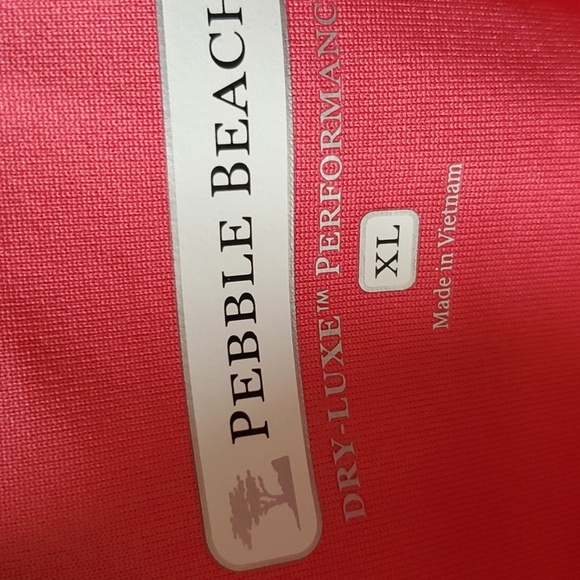 PEBBLE BEACH
DRY-LUXE™ PERFORMANC
XL
Made in Vietnam